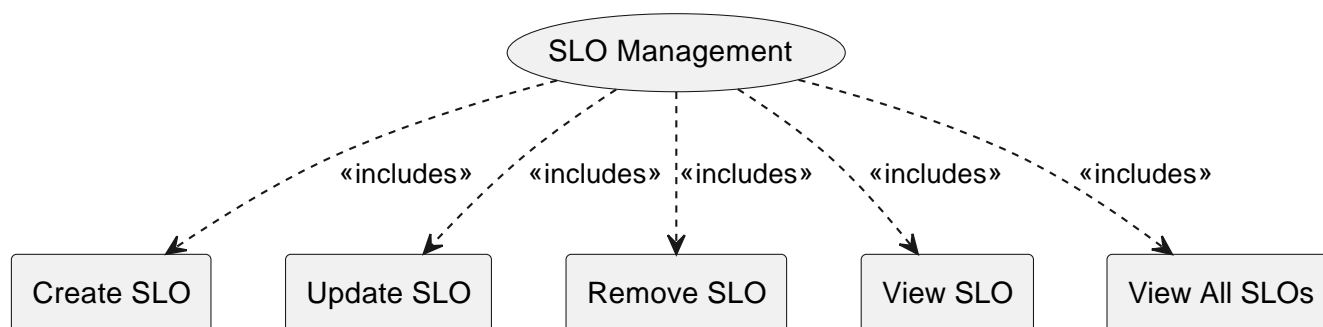 SLO Management
«includes» «includes» «includes» «includes» «includes»
Create SLO Update SLO Remove SLO View SLO View All SLOs